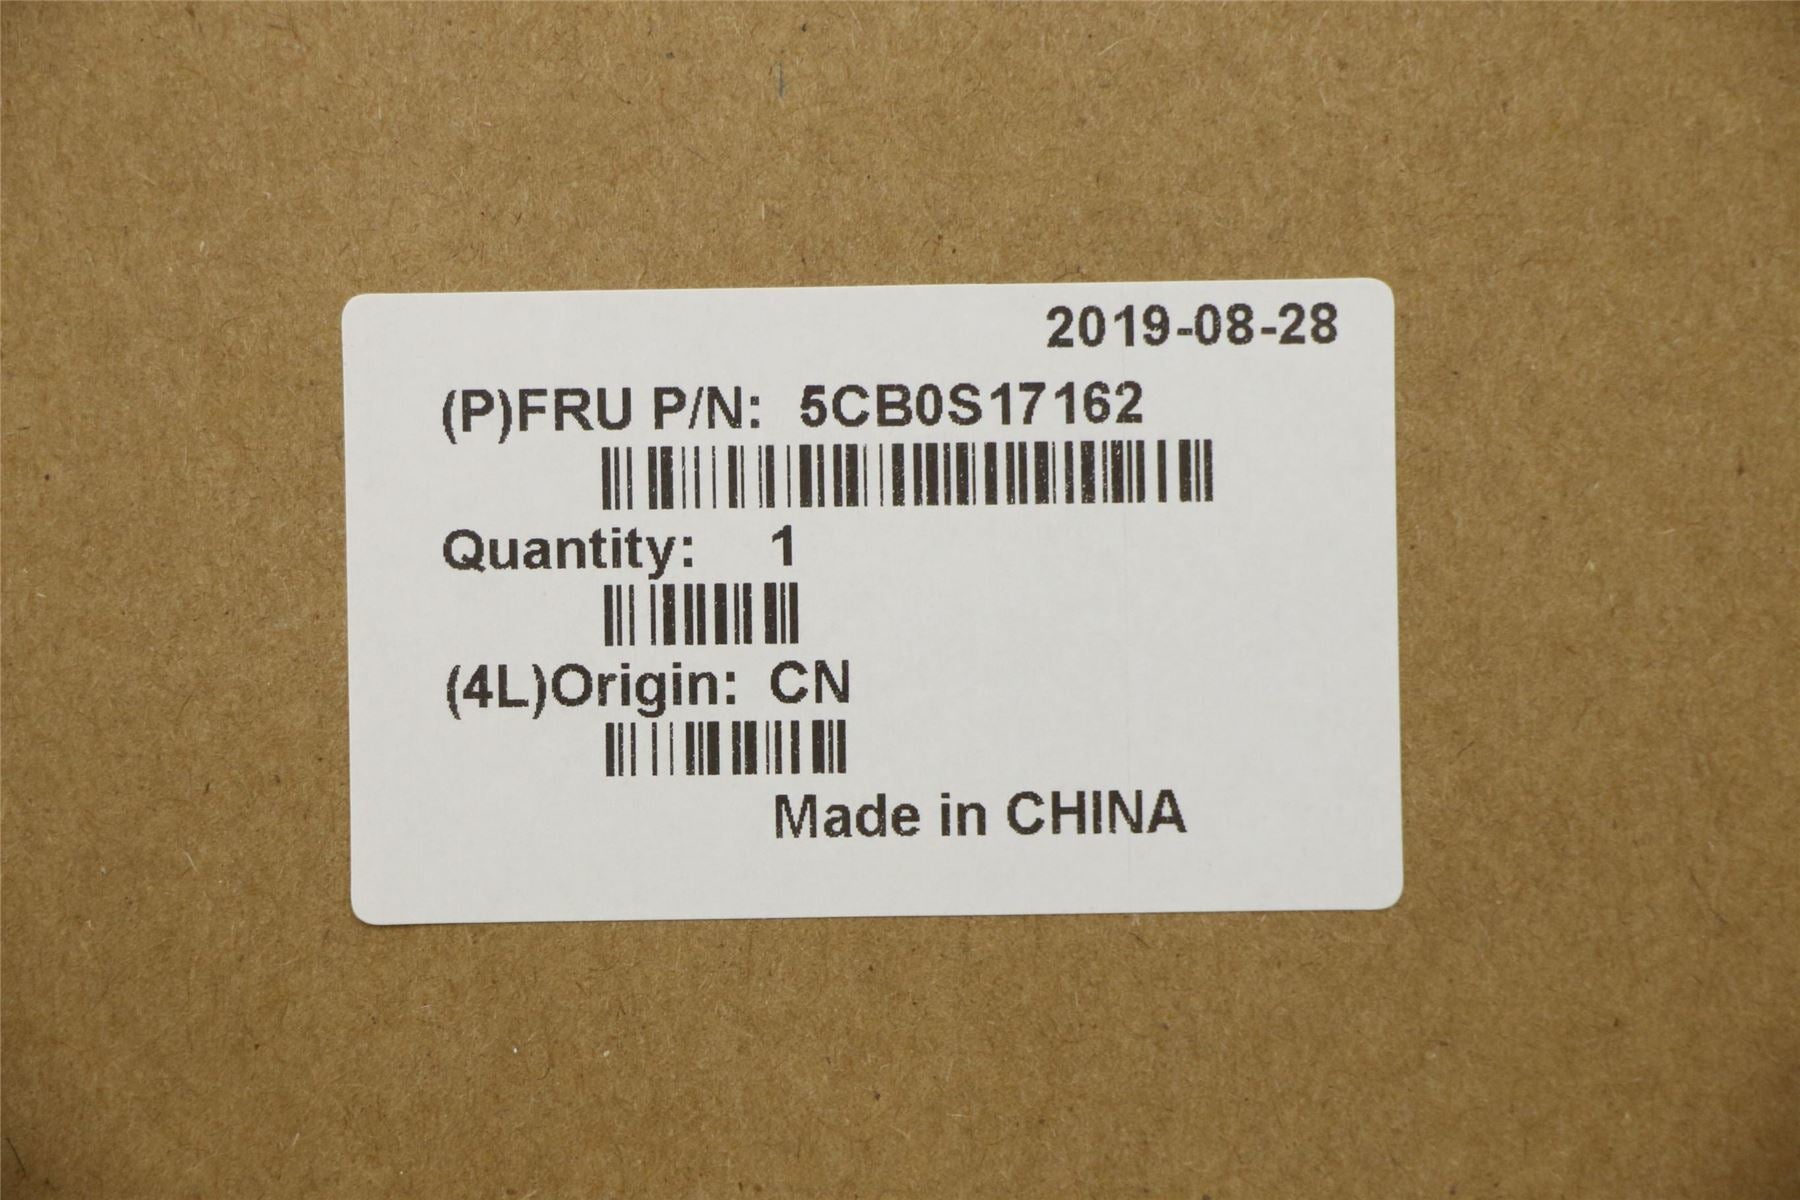 2019-08-28
(P)FRU P/N: 5CB0S17162
Quantity: 1
(4L)Origin: CN
Made in CHINA